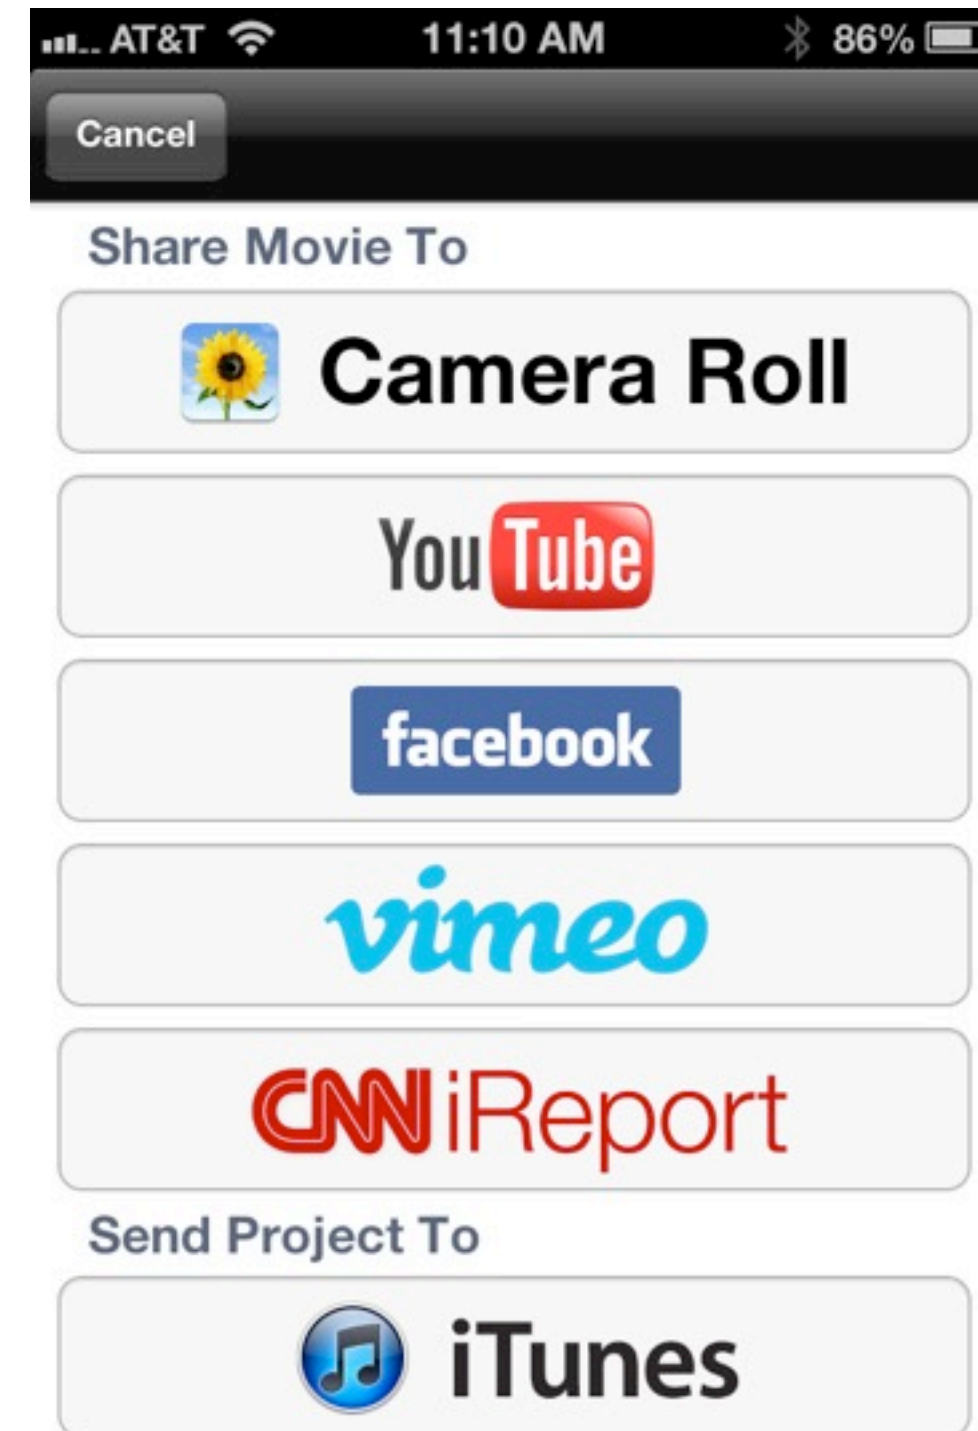 AT&T 11:10 AM 86%
Cancel
Share Movie To
Camera Roll
YouTube
facebook
vimeo
CNN iReport
Send Project To
iTunes